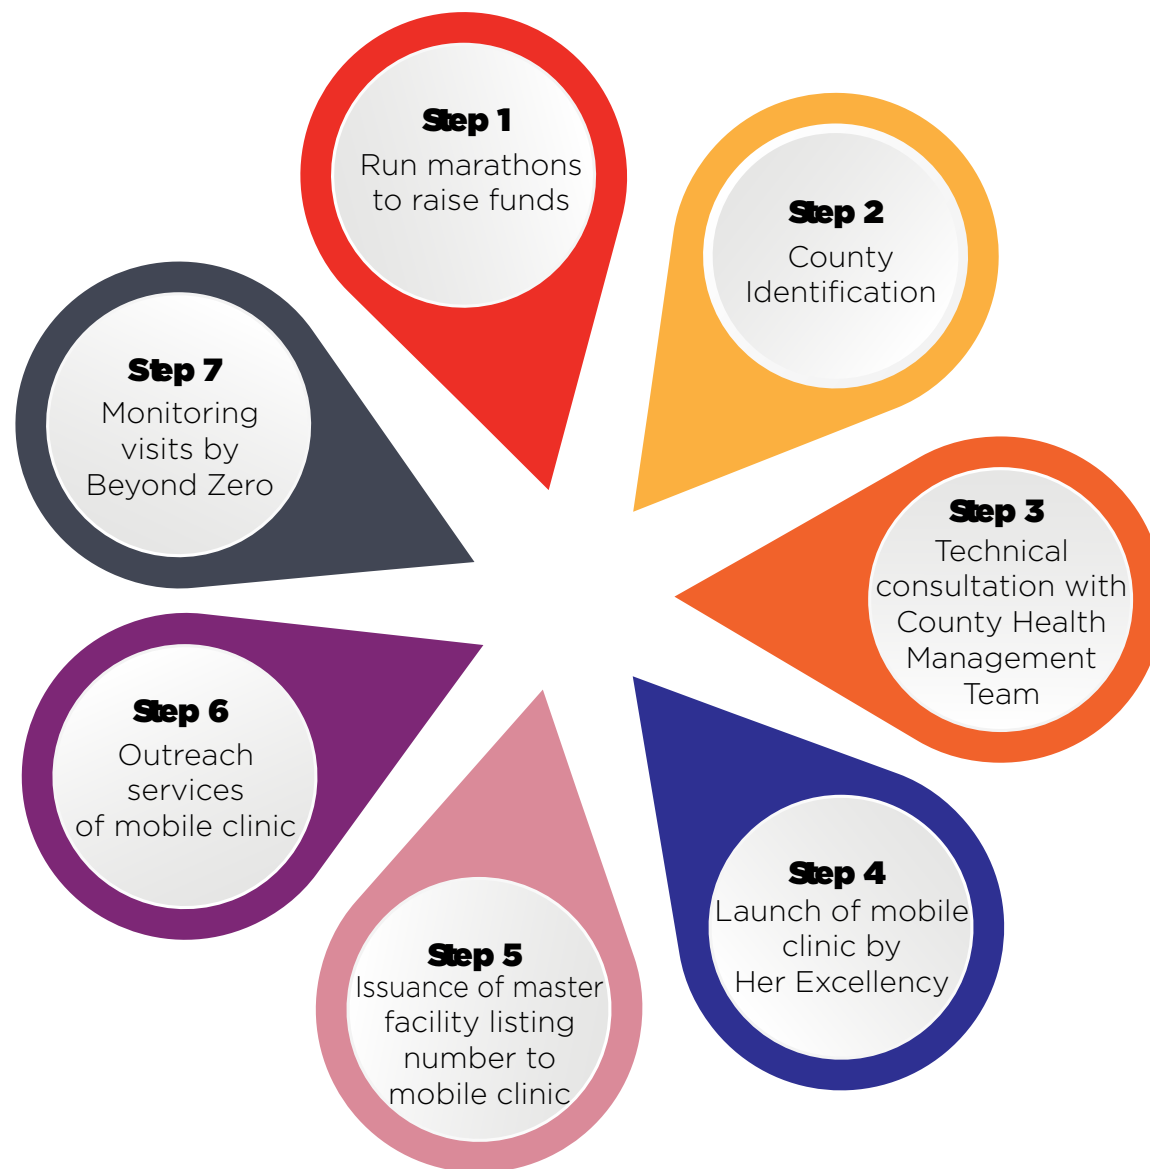 Step 1
Run marathons
to raise funds
Step 2
County
Identification
Step 3
Technical
consultation with
County Health
Management
Team
Step 4
Launch of mobile
clinic by
Her Excellency
Step 5
Issuance of master
facility listing
number to
mobile clinic
Step 6
Outreach
services
of mobile clinic
Step 7
Monitoring
visits by
Beyond Zero